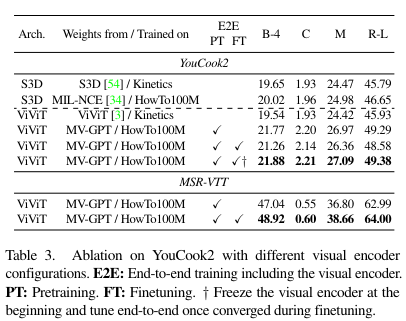 E2E
Arch. Weights from / Trained on PT FT B-4 C M R-L
YouCook2
S3D S3D [54] / Kinetics 19.65 1.93 24.47 45.79
S3D MIL-NCE [34] / HowTo100M 20.02 1.96 24.98 46.65
ViViT ViViT [3] / Kinetics 19.54 1.93 24.42 45.93
ViViT MV-GPT / HowTo100M ✓ 21.77 2.20 26.97 49.29
ViViT MV-GPT / HowTo100M ✓ ✓ 21.26 2.14 26.36 48.58
ViViT MV-GPT / HowTo100M ✓ ✓† 21.88 2.21 27.09 49.38
MSR-VTT
ViViT MV-GPT / HowTo100M ✓ 47.04 0.55 36.80 62.99
ViViT MV-GPT / HowTo100M ✓ ✓ 48.92 0.60 38.66 64.00
Table 3. Ablation on YouCook2 with different visual encoder
configurations. E2E: End-to-end training including the visual encoder.
PT: Pretraining. FT: Finetuning. † Freeze the visual encoder at the
beginning and tune end-to-end once converged during finetuning.